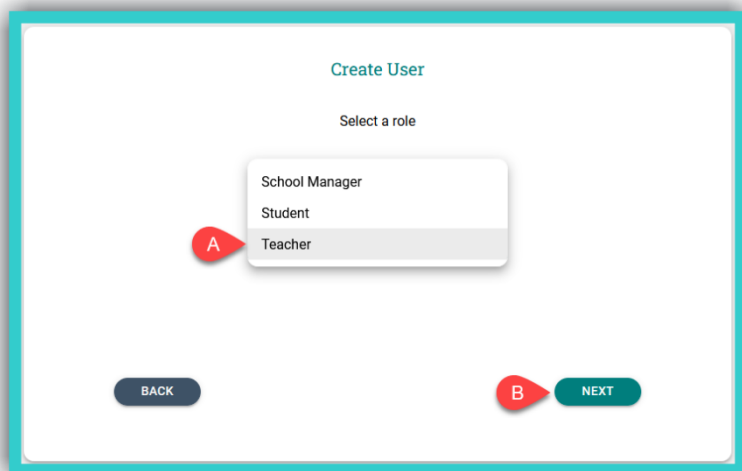 Create User
Select a role
School Manager
Student
A
Teacher
BACK
B
NEXT